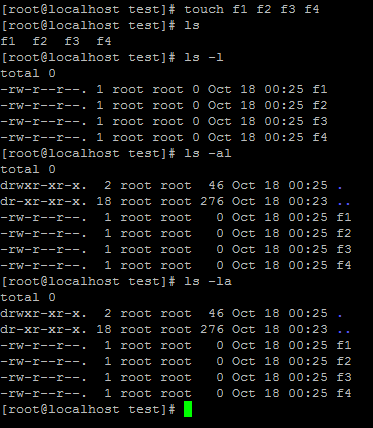 [root@localhost test]# touch f1 f2 f3 f4
[root@localhost test]# ls
f1  f2  f3  f4
[root@localhost test]# ls -l
total 0
-rw-r--r--. 1 root root 0 Oct 18 00:25 f1
-rw-r--r--. 1 root root 0 Oct 18 00:25 f2
-rw-r--r--. 1 root root 0 Oct 18 00:25 f3
-rw-r--r--. 1 root root 0 Oct 18 00:25 f4
[root@localhost test]# ls -al
total 0
drwxr-xr-x.  2 root root  46 Oct 18 00:25 .
dr-xr-xr-x. 18 root root 276 Oct 18 00:23 ..
-rw-r--r--.  1 root root   0 Oct 18 00:25 f1
-rw-r--r--.  1 root root   0 Oct 18 00:25 f2
-rw-r--r--.  1 root root   0 Oct 18 00:25 f3
-rw-r--r--.  1 root root   0 Oct 18 00:25 f4
[root@localhost test]# ls -la
total 0
drwxr-xr-x.  2 root root  46 Oct 18 00:25 .
dr-xr-xr-x. 18 root root 276 Oct 18 00:23 ..
-rw-r--r--.  1 root root   0 Oct 18 00:25 f1
-rw-r--r--.  1 root root   0 Oct 18 00:25 f2
-rw-r--r--.  1 root root   0 Oct 18 00:25 f3
-rw-r--r--.  1 root root   0 Oct 18 00:25 f4
[root@localhost test]#